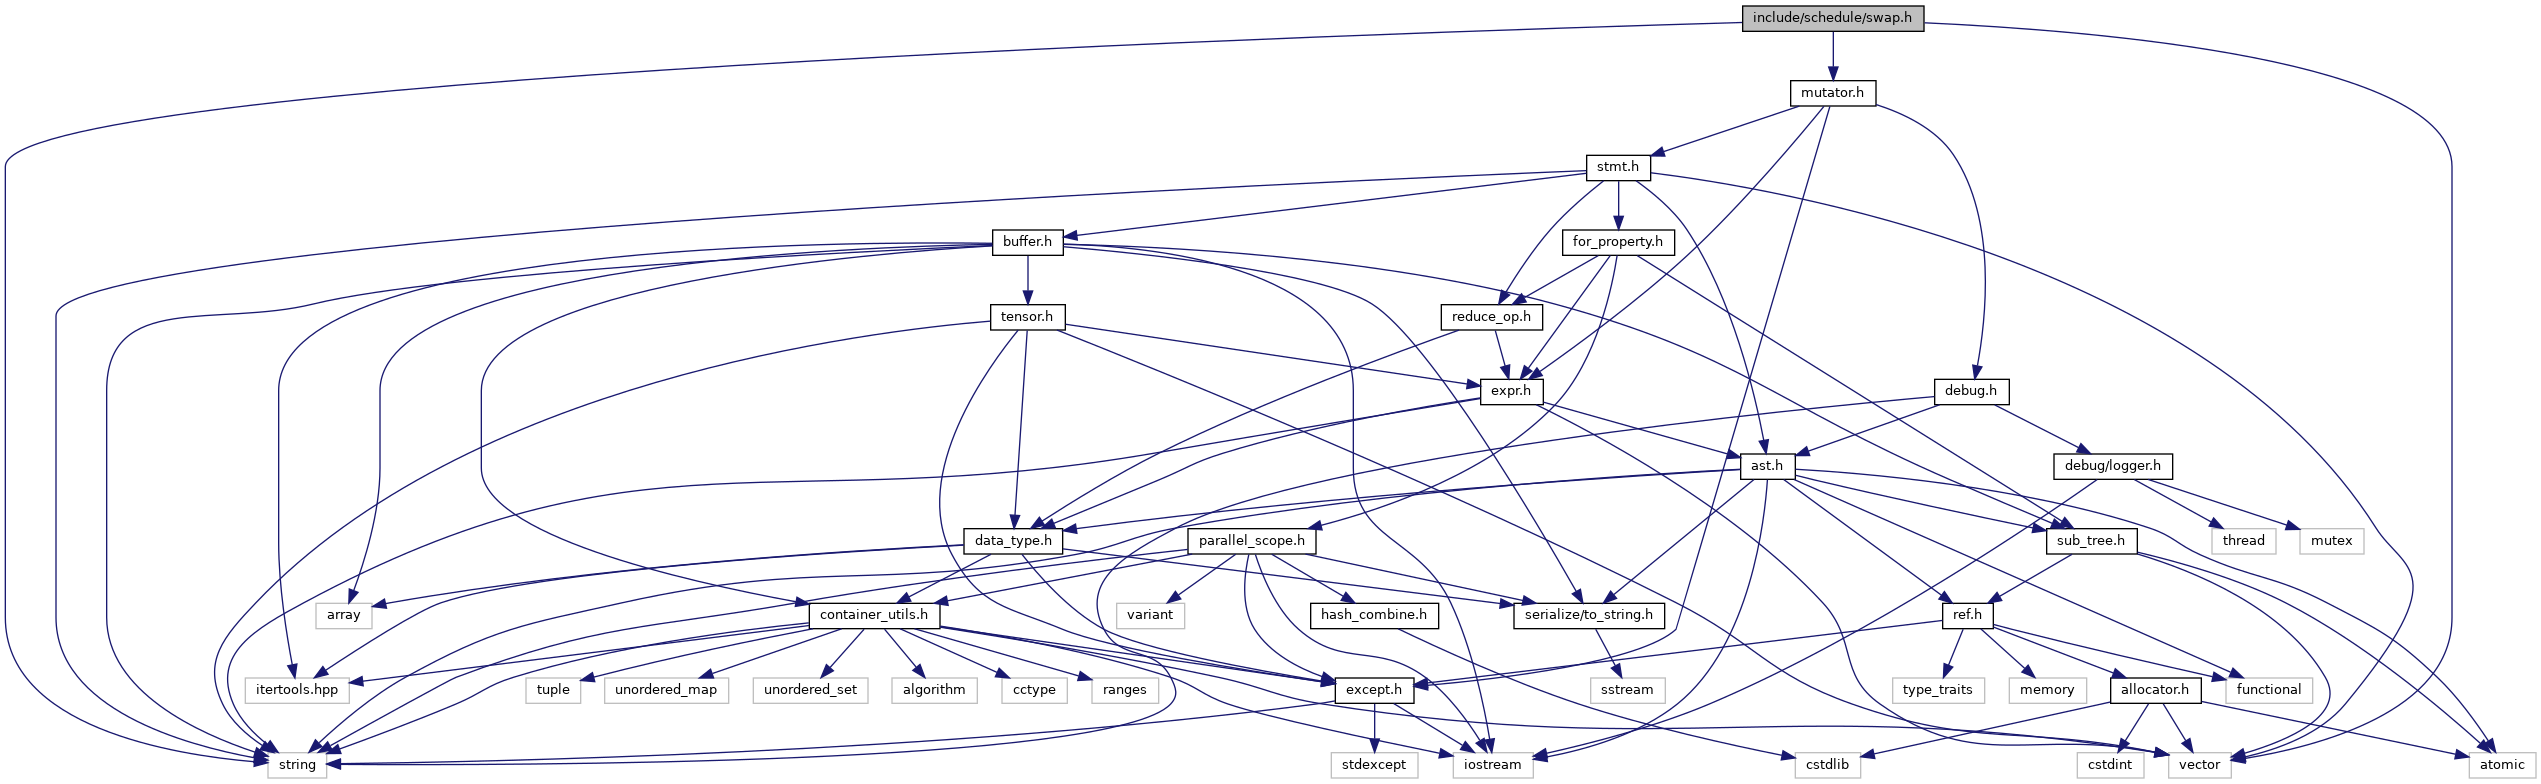 include/schedule/swap.h
mutator.h
stmt.h
buffer.h
for_property.h
tensor.h
reduce_op.h
expr.h
debug.h
ast.h
debug/logger.h
data_type.h
parallel_scope.h
sub_tree.h
thread
mutex
array
container_utils.h
variant
hash_combine.h
serialize/to_string.h
ref.h
itertools.hpp
tuple
unordered_map
unordered_set
algorithm
cctype
ranges
except.h
sstream
type_traits
memory
allocator.h
functional
string
stdexcept
iostream
cstdlib
cstdint
vector
atomic